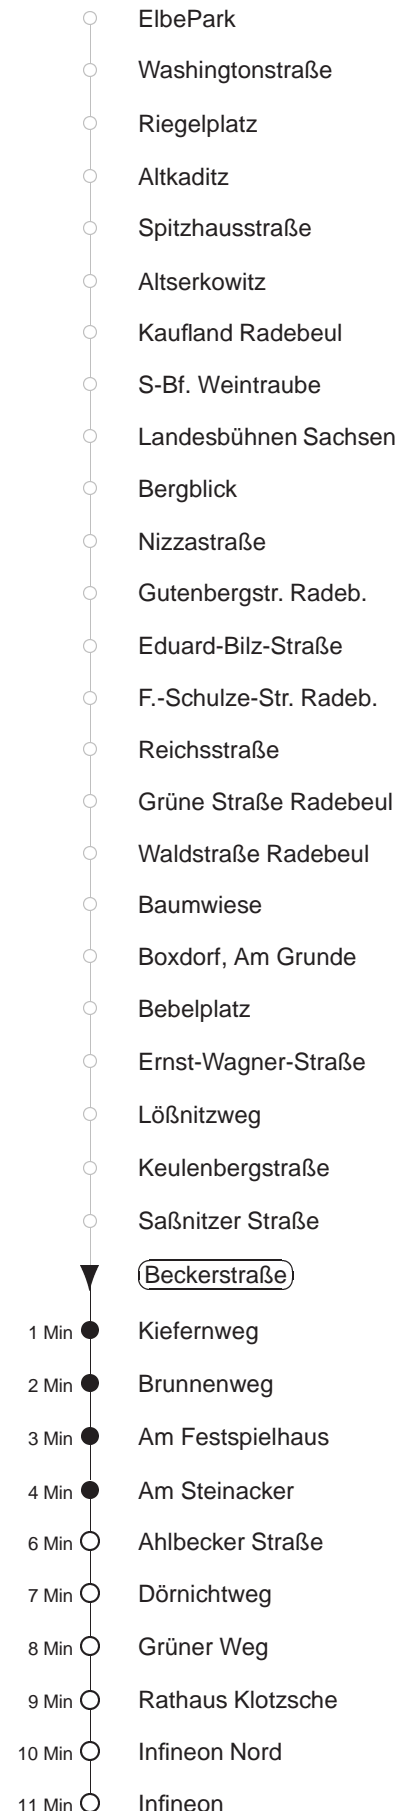 ElbePark
Washingtonstraße
Riegelplatz
Altkaditz
Spitzhausstraße
Altserkowitz
Kaufland Radebeul
S-Bf. Weintraube
Landesbühnen Sachsen
Bergblick
Nizzastraße
Gutenbergstr. Radeb.
Eduard-Bilz-Straße
F.-Schulze-Str. Radeb.
Reichsstraße
Grüne Straße Radebeul
Waldstraße Radebeul
Baumwiese
Boxdorf, Am Grunde
Bebelplatz
Ernst-Wagner-Straße
Lößnitzweg
Keulenbergstraße
Saßnitzer Straße
Beckerstraße
1 Min Kiefernweg
2 Min Brunnenweg
3 Min Am Festspielhaus
4 Min Am Steinacker
6 Min Ahlbecker Straße
7 Min Dörnichtweg
8 Min Grüner Weg
9 Min Rathaus Klotzsche
10 Min Infineon Nord
11 Min Infineon